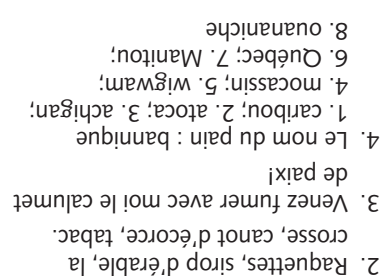 2. Raquettes, sirop d'érable, la
crosse, canot d'écorce, tabac.
3. Venez fumer avec moi le calumet
de paix!
4. Le nom du pain : bannique
1. caribou; 2. atoca; 3. achigan;
4. mocassin; 5. wigwam;
6. Québec; 7. Manitou;
8. ouananiche